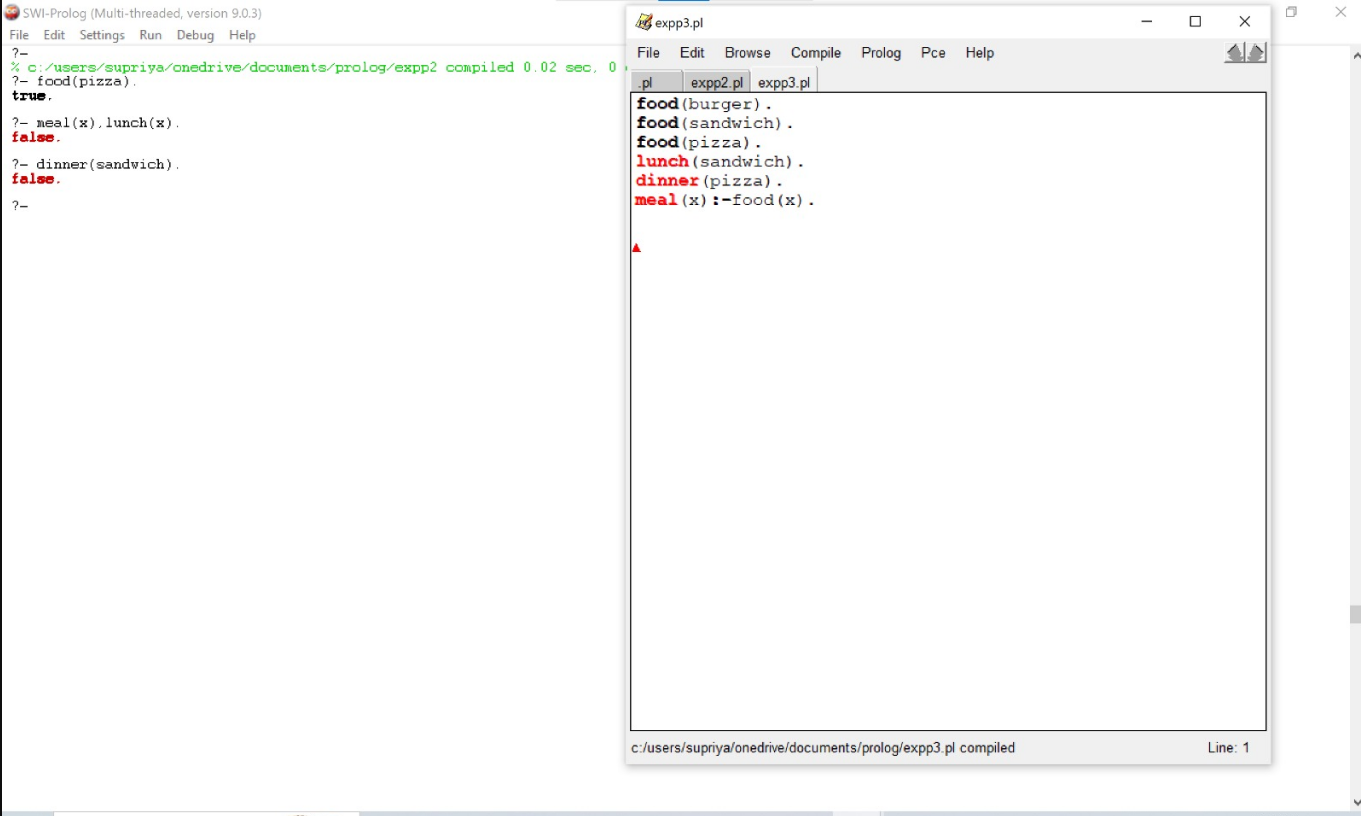 SWI-Prolog (Multi-threaded, version 9.0.3)
File Edit Settings Run Debug Help
?-
% c:/users/supriya/onedrive/documents/prolog/expp2 compiled 0.02 sec, 0
?- food(pizza).
true.
?- meal(x),lunch(x).
false.
?- dinner(sandwich).
false.
?-
expp3.pl
File Edit Browse Compile Prolog Pce Help
.pl expp2.pl expp3.pl
food(burger).
food(sandwich).
food(pizza).
lunch(sandwich).
dinner(pizza).
meal(x):-food(x).
c:/users/supriya/onedrive/documents/prolog/expp3.pl compiled Line: 1